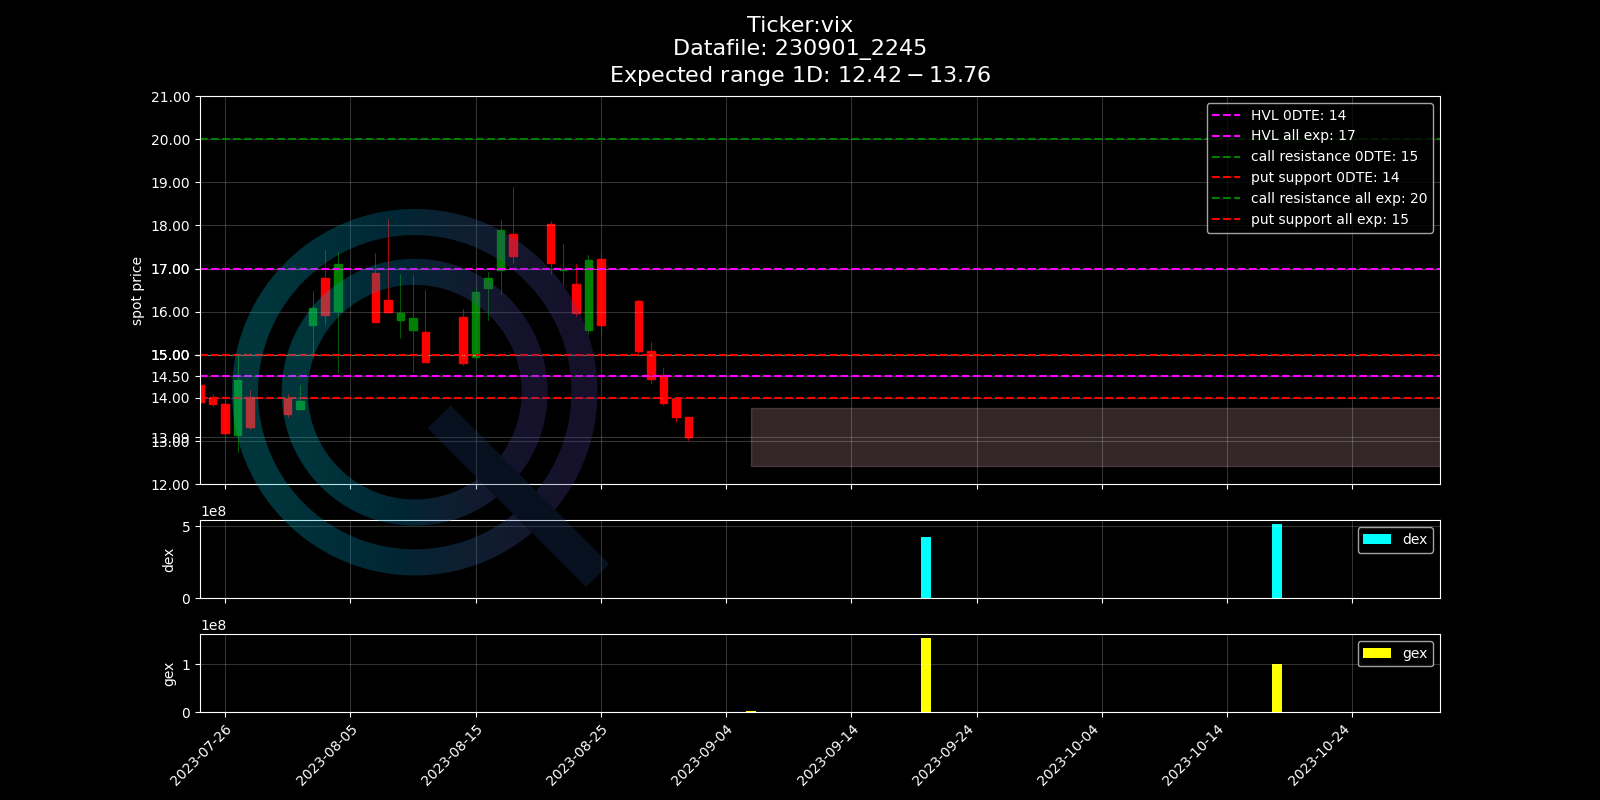 Ticker:vix
Datafile: 230901_2245
Expected range 1D: 12.42 − 13.76
21.00
20.00
19.00
18.00
17.00
16.00
15.00
14.50
14.00
13.09
13.00
12.00
spot price
HVL 0DTE: 14
HVL all exp: 17
call resistance 0DTE: 15
put support 0DTE: 14
call resistance all exp: 20
put support all exp: 15
1e8
5
0
dex
dex
1e8
1
0
gex
gex
2023-07-26
2023-08-05
2023-08-15
2023-08-25
2023-09-04
2023-09-14
2023-09-24
2023-10-04
2023-10-14
2023-10-24